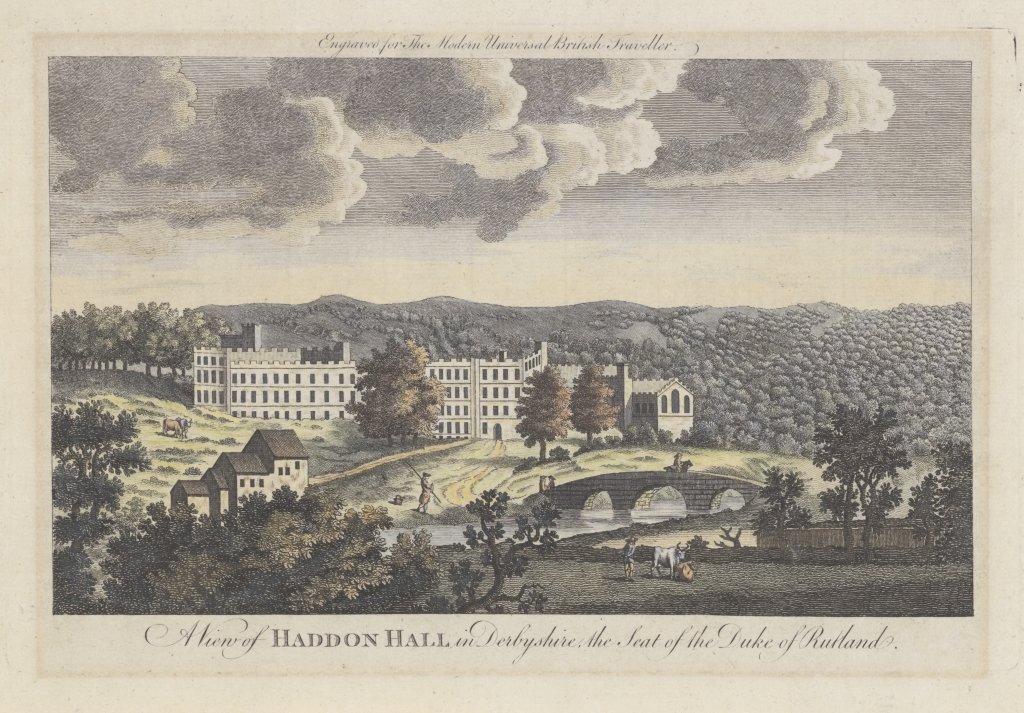 Engraved for The Modern Universal British Traveller.
A View of HADDON HALL in Derbyshire, the Seat of the Duke of Rutland.